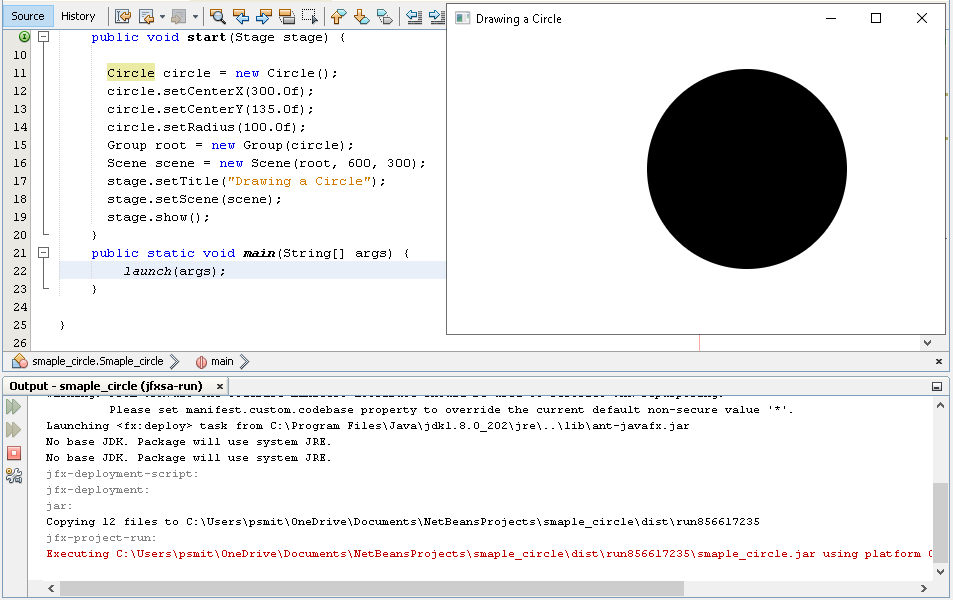 Source History
Drawing a Circle
public void start(Stage stage) {
10
11 Circle circle = new Circle();
12 circle.setCenterX(300.0f);
13 circle.setCenterY(135.0f);
14 circle.setRadius(100.0f);
15 Group root = new Group(circle);
16 Scene scene = new Scene(root, 600, 300);
17 stage.setTitle("Drawing a Circle");
18 stage.setScene(scene);
19 stage.show();
20 }
21 public static void main(String[] args) {
22 launch(args);
23 }
24
25 }
26
smaple_circle.Smaple_circle main
Output - smaple_circle (jfxsa-run)
Please set manifest.custom.codebase property to override the current default non-secure value '*'.
Launching <fx:deploy> task from C:\Program Files\Java\jdk1.8.0_202\jre\..\lib\ant-javafx.jar
No base JDK. Package will use system JRE.
No base JDK. Package will use system JRE.
jfx-deployment-script:
jfx-deployment:
jar:
Copying 12 files to C:\Users\psmit\OneDrive\Documents\NetBeansProjects\smaple_circle\dist\run856617235
jfx-project-run:
Executing C:\Users\psmit\OneDrive\Documents\NetBeansProjects\smaple_circle\dist\run856617235\smaple_circle.jar using platform